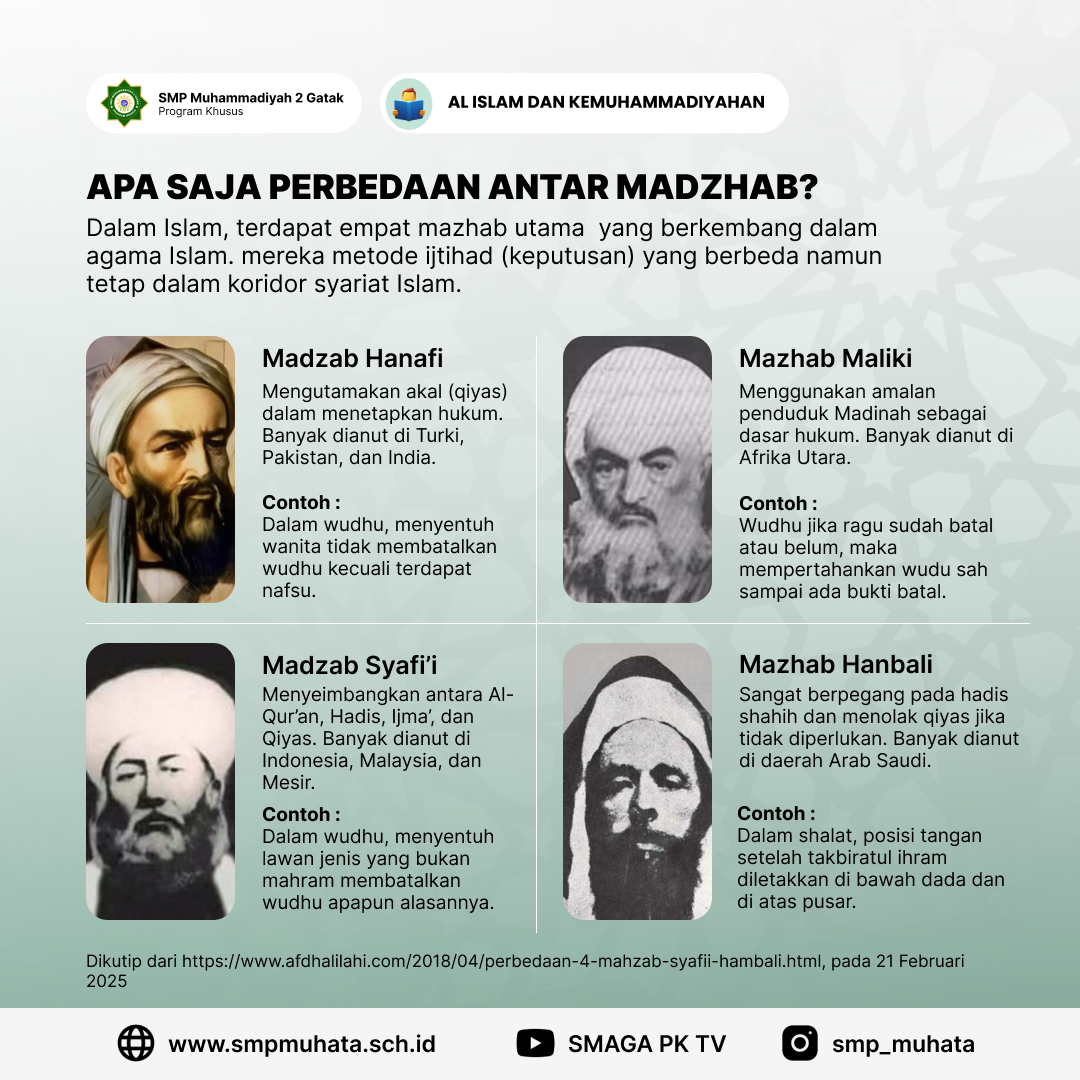 SMP Muhammadiyah 2 Gatak
Program Khusus
AL ISLAM DAN KEMUHAMMADIYAHAN
APA SAJA PERBEDAAN ANTAR MADZHAB?
Dalam Islam, terdapat empat mazhab utama yang berkembang dalam
agama Islam. mereka metode ijtihad (keputusan) yang berbeda namun
tetap dalam koridor syariat Islam.
Madzab Hanafi
Mengutamakan akal (qiyas)
dalam menetapkan hukum.
Banyak dianut di Turki,
Pakistan, dan India.
Contoh :
Dalam wudhu, menyentuh
wanita tidak membatalkan
wudhu kecuali terdapat
nafsu.
Mazhab Maliki
Menggunakan amalan
penduduk Madinah sebagai
dasar hukum. Banyak dianut di
Afrika Utara.
Contoh :
Wudhu jika ragu sudah batal
atau belum, maka
mempertahankan wudu sah
sampai ada bukti batal.
Madzab Syafi’i
Menyeimbangkan antara Al-
Qur’an, Hadis, Ijma’, dan
Qiyas. Banyak dianut di
Indonesia, Malaysia, dan
Mesir.
Contoh :
Dalam wudhu, menyentuh
lawan jenis yang bukan
mahram membatalkan
wudhu apapun alasannya.
Mazhab Hanbali
Sangat berpegang pada hadis
shahih dan menolak qiyas jika
tidak diperlukan. Banyak dianut
di daerah Arab Saudi.
Contoh :
Dalam shalat, posisi tangan
setelah takbiratul ihram
diletakkan di bawah dada dan
di atas pusar.
Dikutip dari https://www.afdhalilahi.com/2018/04/perbedaan-4-mahzab-syafii-hambali.html, pada 21 Februari
2025
www.smpmuhata.sch.id
SMAGA PK TV
smp_muhata